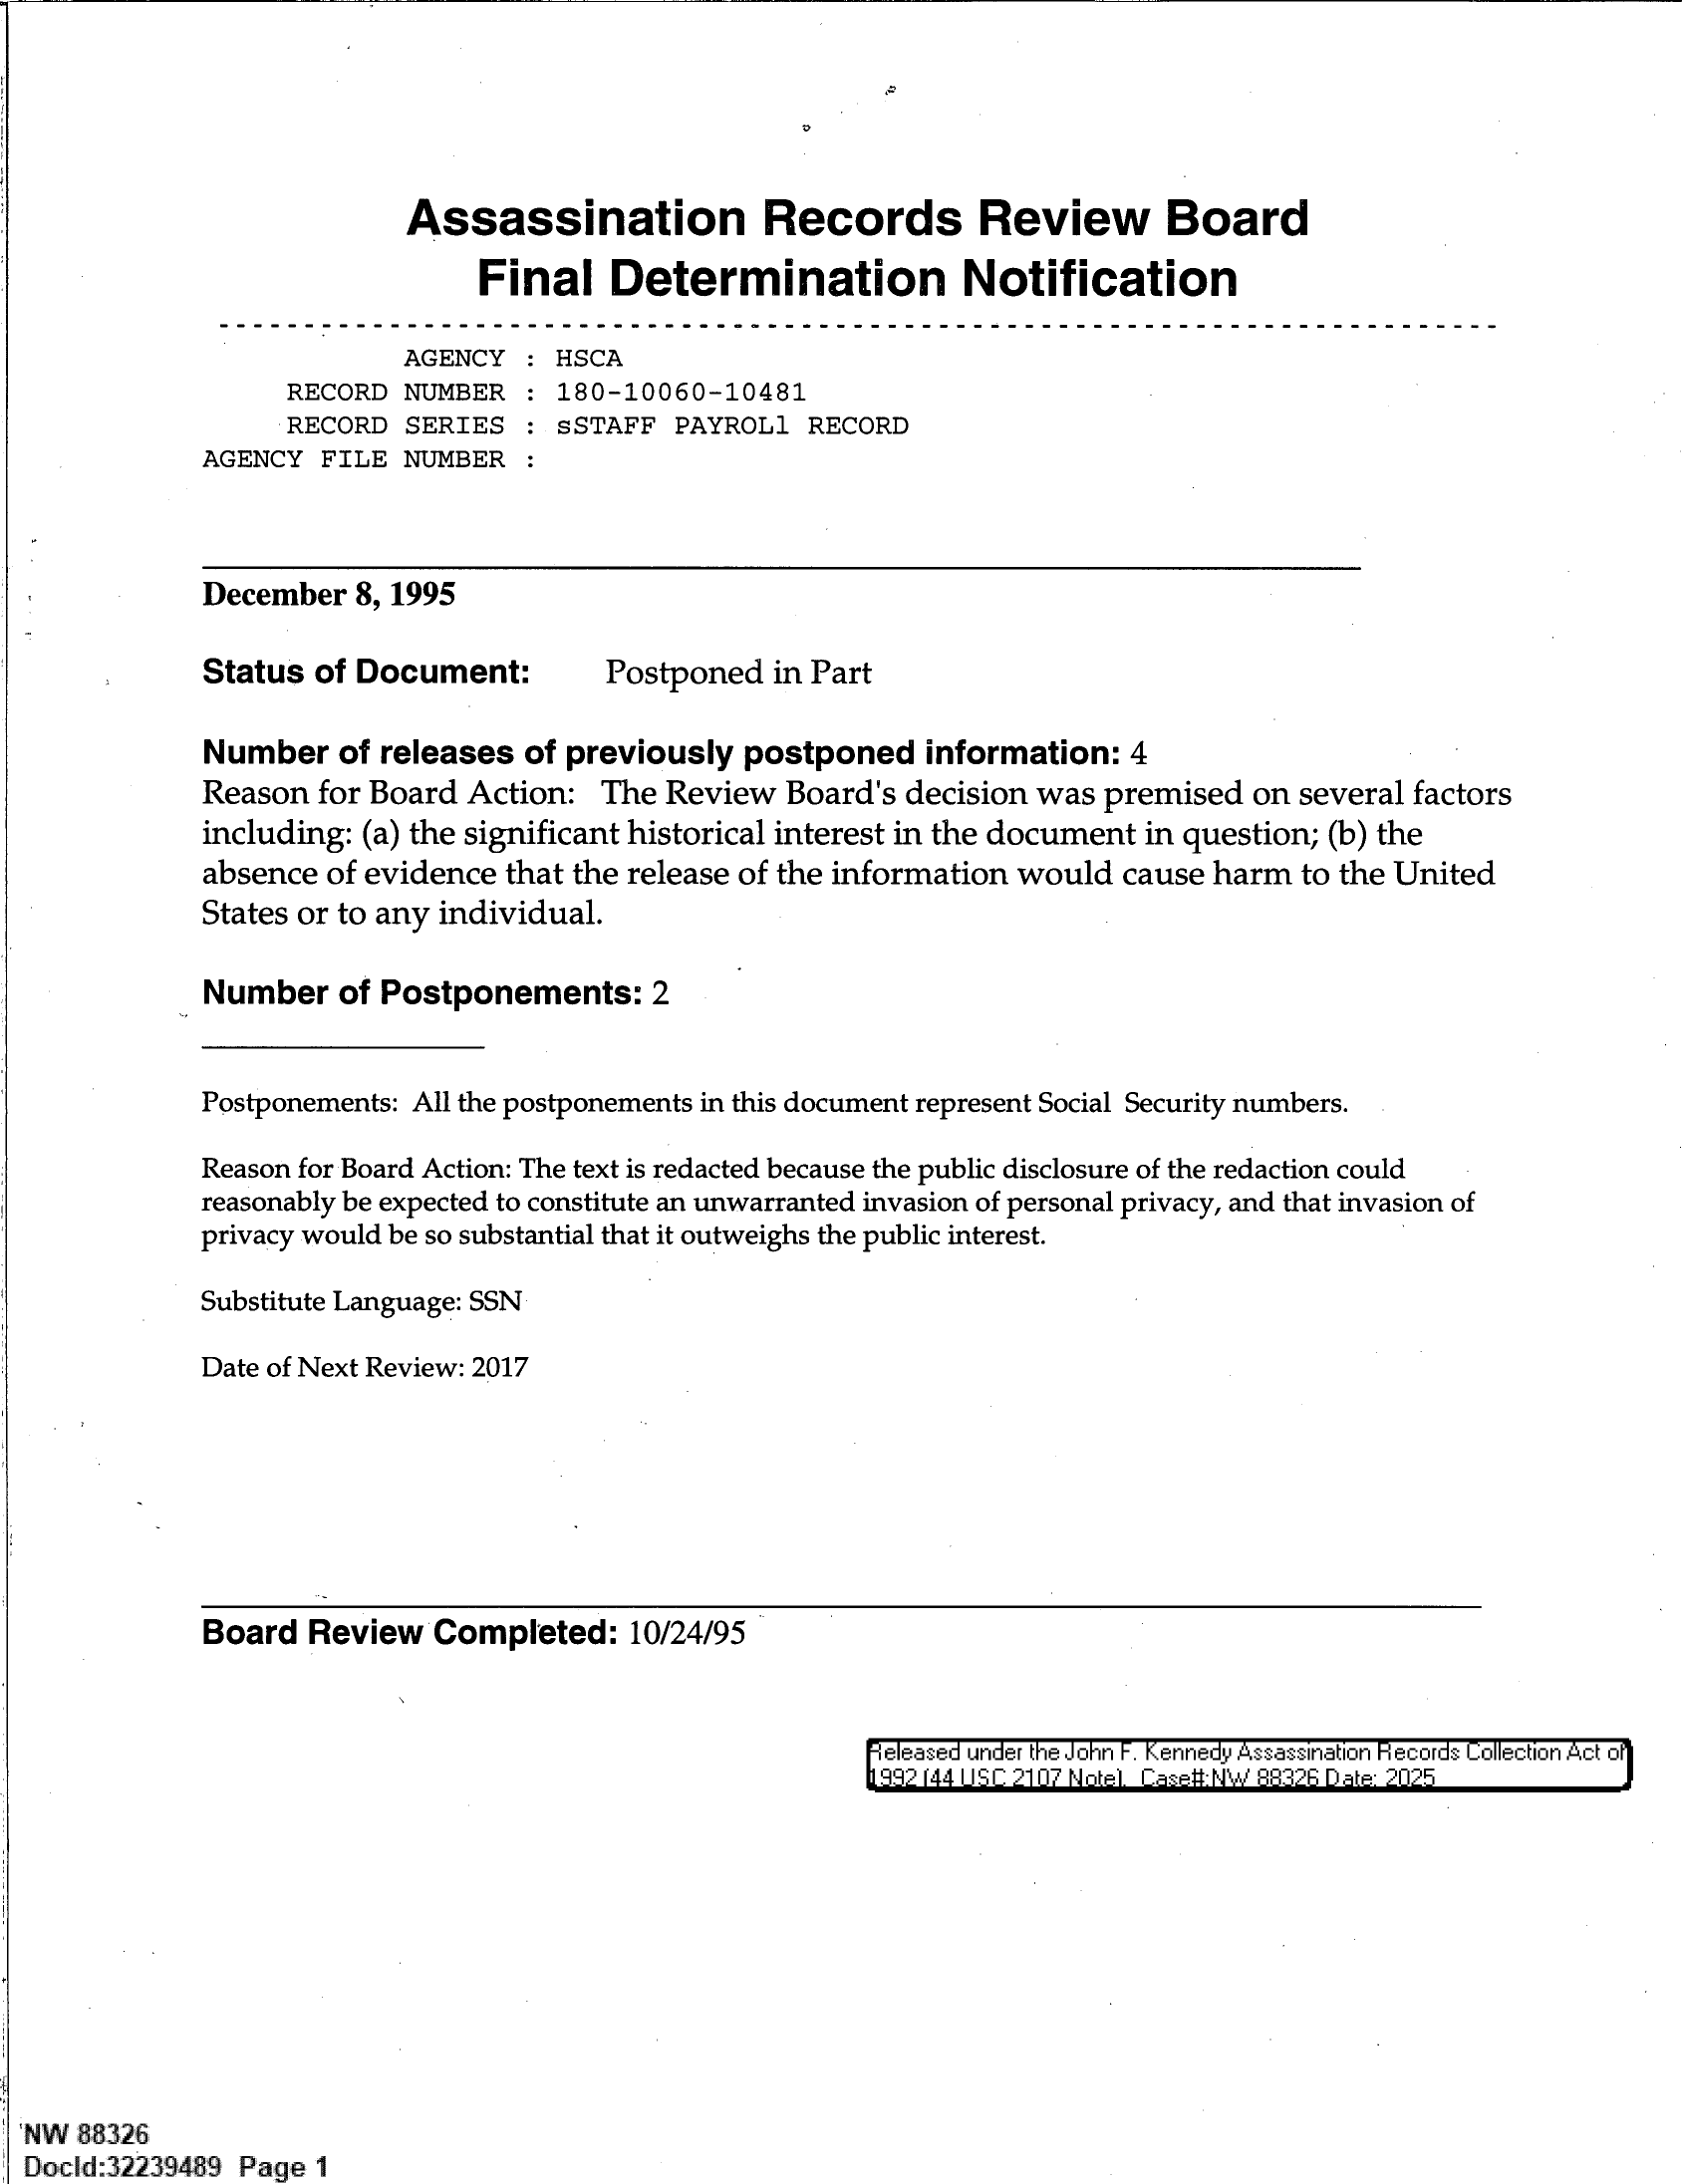 Assassination Records Review Board
Final Determination Notification
AGENCY : HSCA
RECORD NUMBER : 180-10060-10481
RECORD SERIES : sSTAFF PAYROLl RECORD
AGENCY FILE NUMBER :
December 8, 1995
Status of Document: Postponed in Part
Number of releases of previously postponed information: 4
Reason for Board Action: The Review Board's decision was premised on several factors
including: (a) the significant historical interest in the document in question; (b) the
absence of evidence that the release of the information would cause harm to the United
States or to any individual.
Number of Postponements: 2
Postponements: All the postponements in this document represent Social Security numbers.
Reason for Board Action: The text is redacted because the public disclosure of the redaction could
reasonably be expected to constitute an unwarranted invasion of personal privacy, and that invasion of
privacy would be so substantial that it outweighs the public interest.
Substitute Language: SSN
Date of Next Review: 2017
Board Review Completed: 10/24/95
Released under the John F. Kennedy Assassination Records Collection Act of
1992 (44 USC 2107 Note). Case#:NW 88326 Date: 2025
NW 88326
DocId:32239489 Page 1